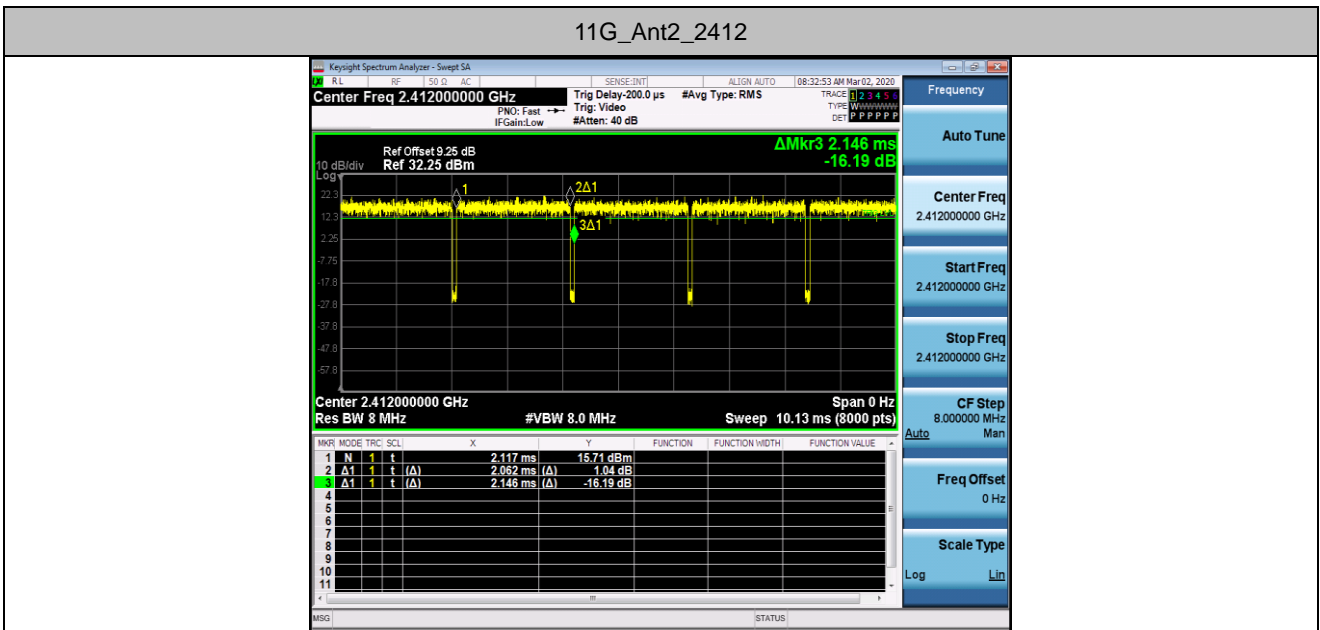 11G_Ant2_2412
Keysight Spectrum Analyzer - Swept SA
RL RF 50 Ω AC SENSE:INT ALIGN AUTO 08:32:53 AM Mar 02, 2020
Center Freq 2.412000000 GHz
PNO: Fast
IFGain:Low
Trig Delay-200.0 µs
Trig: Video
#Atten: 40 dB
#Avg Type: RMS
TRACE 1 2 3 4 5 6
TYPE WWWWWW
DET P P P P P P
ΔMkr3 2.146 ms
-16.19 dB
Ref Offset 9.25 dB
10 dB/div Ref 32.25 dBm
Log
22.3
12.3
2.25
-7.75
-17.8
-27.8
-37.8
-47.8
-57.8
1
2Δ1
3Δ1
Center 2.412000000 GHz Span 0 Hz
Res BW 8 MHz #VBW 8.0 MHz Sweep 10.13 ms (8000 pts)
MKR MODE TRC SCL X Y FUNCTION FUNCTION WIDTH FUNCTION VALUE
1 N 1 t 2.117 ms 15.71 dBm
2 Δ1 1 t (Δ) 2.062 ms (Δ) 1.04 dB
3 Δ1 1 t (Δ) 2.146 ms (Δ) -16.19 dB
4
5
6
7
8
9
10
11
MSG STATUS
Frequency
Auto Tune
Center Freq
2.412000000 GHz
Start Freq
2.412000000 GHz
Stop Freq
2.412000000 GHz
CF Step
8.000000 MHz
Auto Man
Freq Offset
0 Hz
Scale Type
Log Lin